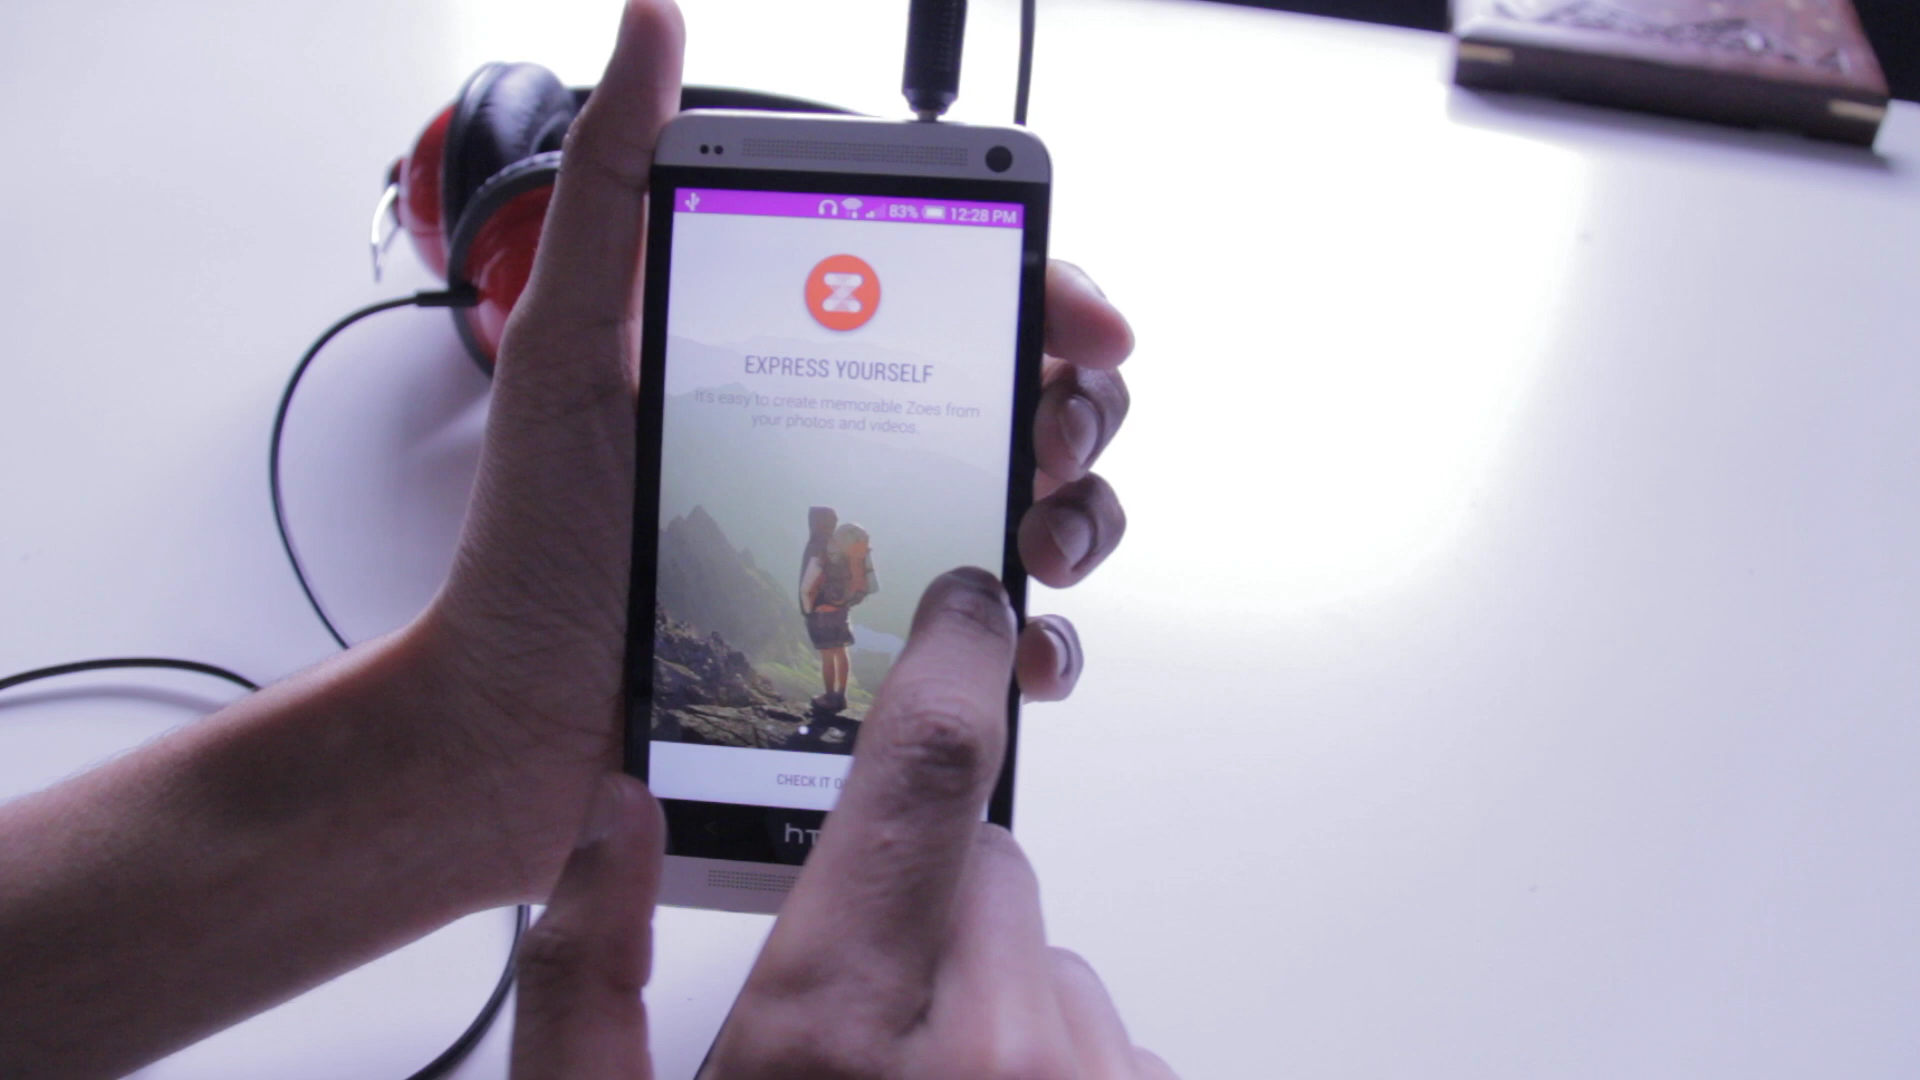 83% 12:28 PM
EXPRESS YOURSELF
It's easy to create memorable Zoes from
your photos and videos.
CHECK IT